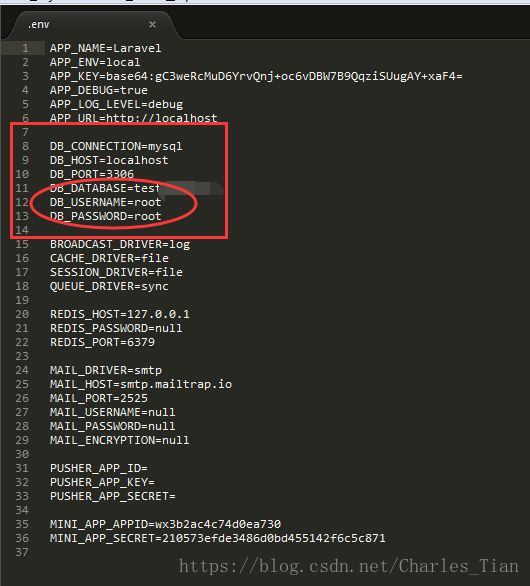 .env ×
1 APP_NAME=Laravel
2 APP_ENV=local
3 APP_KEY=base64:gC3weRcMuD6YrvQnj+oc6vDBW7B9QqziSUugAY+xaF4=
4 APP_DEBUG=true
5 APP_LOG_LEVEL=debug
6 APP_URL=http://localhost
7
8 DB_CONNECTION=mysql
9 DB_HOST=localhost
10 DB_PORT=3306
11 DB_DATABASE=test
12 DB_USERNAME=root
13 DB_PASSWORD=root
14
15 BROADCAST_DRIVER=log
16 CACHE_DRIVER=file
17 SESSION_DRIVER=file
18 QUEUE_DRIVER=sync
19
20 REDIS_HOST=127.0.0.1
21 REDIS_PASSWORD=null
22 REDIS_PORT=6379
23
24 MAIL_DRIVER=smtp
25 MAIL_HOST=smtp.mailtrap.io
26 MAIL_PORT=2525
27 MAIL_USERNAME=null
28 MAIL_PASSWORD=null
29 MAIL_ENCRYPTION=null
30
31 PUSHER_APP_ID=
32 PUSHER_APP_KEY=
33 PUSHER_APP_SECRET=
34
35 MINI_APP_APPID=wx3b2ac4c74d0ea730
36 MINI_APP_SECRET=210573efde3486d0bd455142f6c5c871
37
https://blog.csdn.net/Charles_Tian